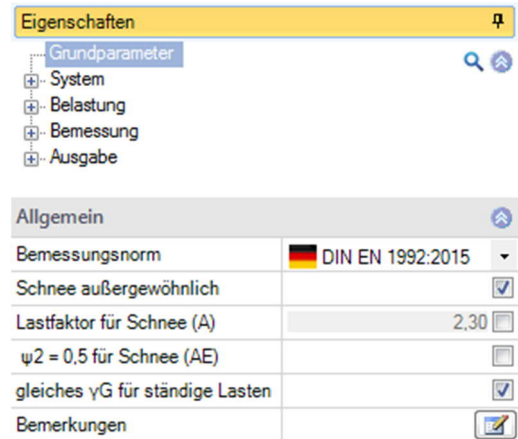 Eigenschaften
Grundparameter
System
Belastung
Bemessung
Ausgabe
Allgemein
Bemessungsnorm DIN EN 1992:2015
Schnee außergewöhnlich
Lastfaktor für Schnee (A) 2,30
ψ2 = 0,5 für Schnee (AE)
gleiches γG für ständige Lasten
Bemerkungen